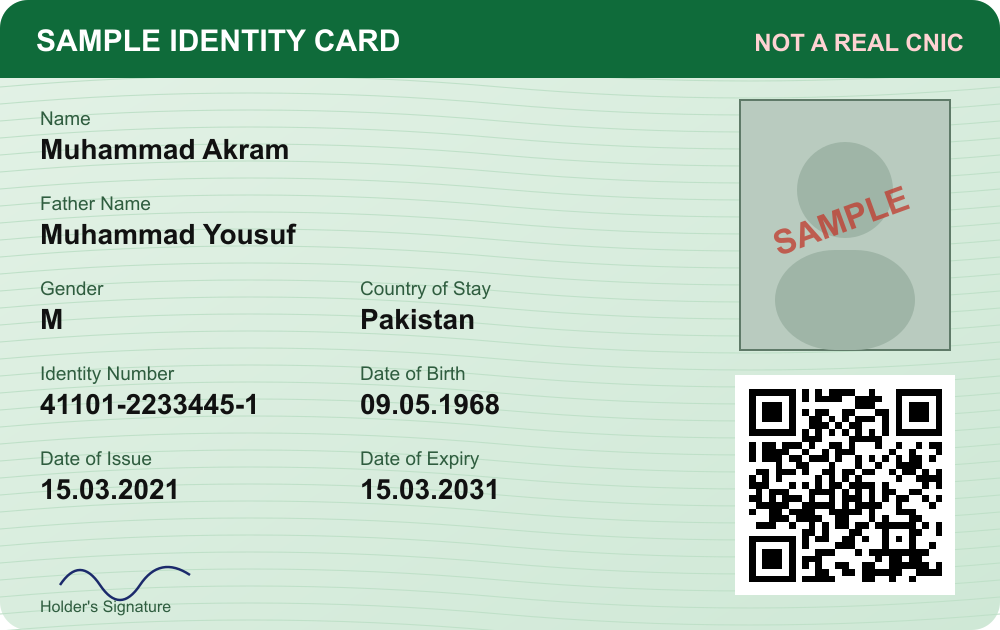 SAMPLE IDENTITY CARD
NOT A REAL CNIC
Name
Muhammad Akram
Father Name
Muhammad Yousuf
Gender
Country of Stay
M
Pakistan
Identity Number
Date of Birth
41101-2233445-1
09.05.1968
Date of Issue
Date of Expiry
15.03.2021
15.03.2031
Holder's Signature
SAMPLE